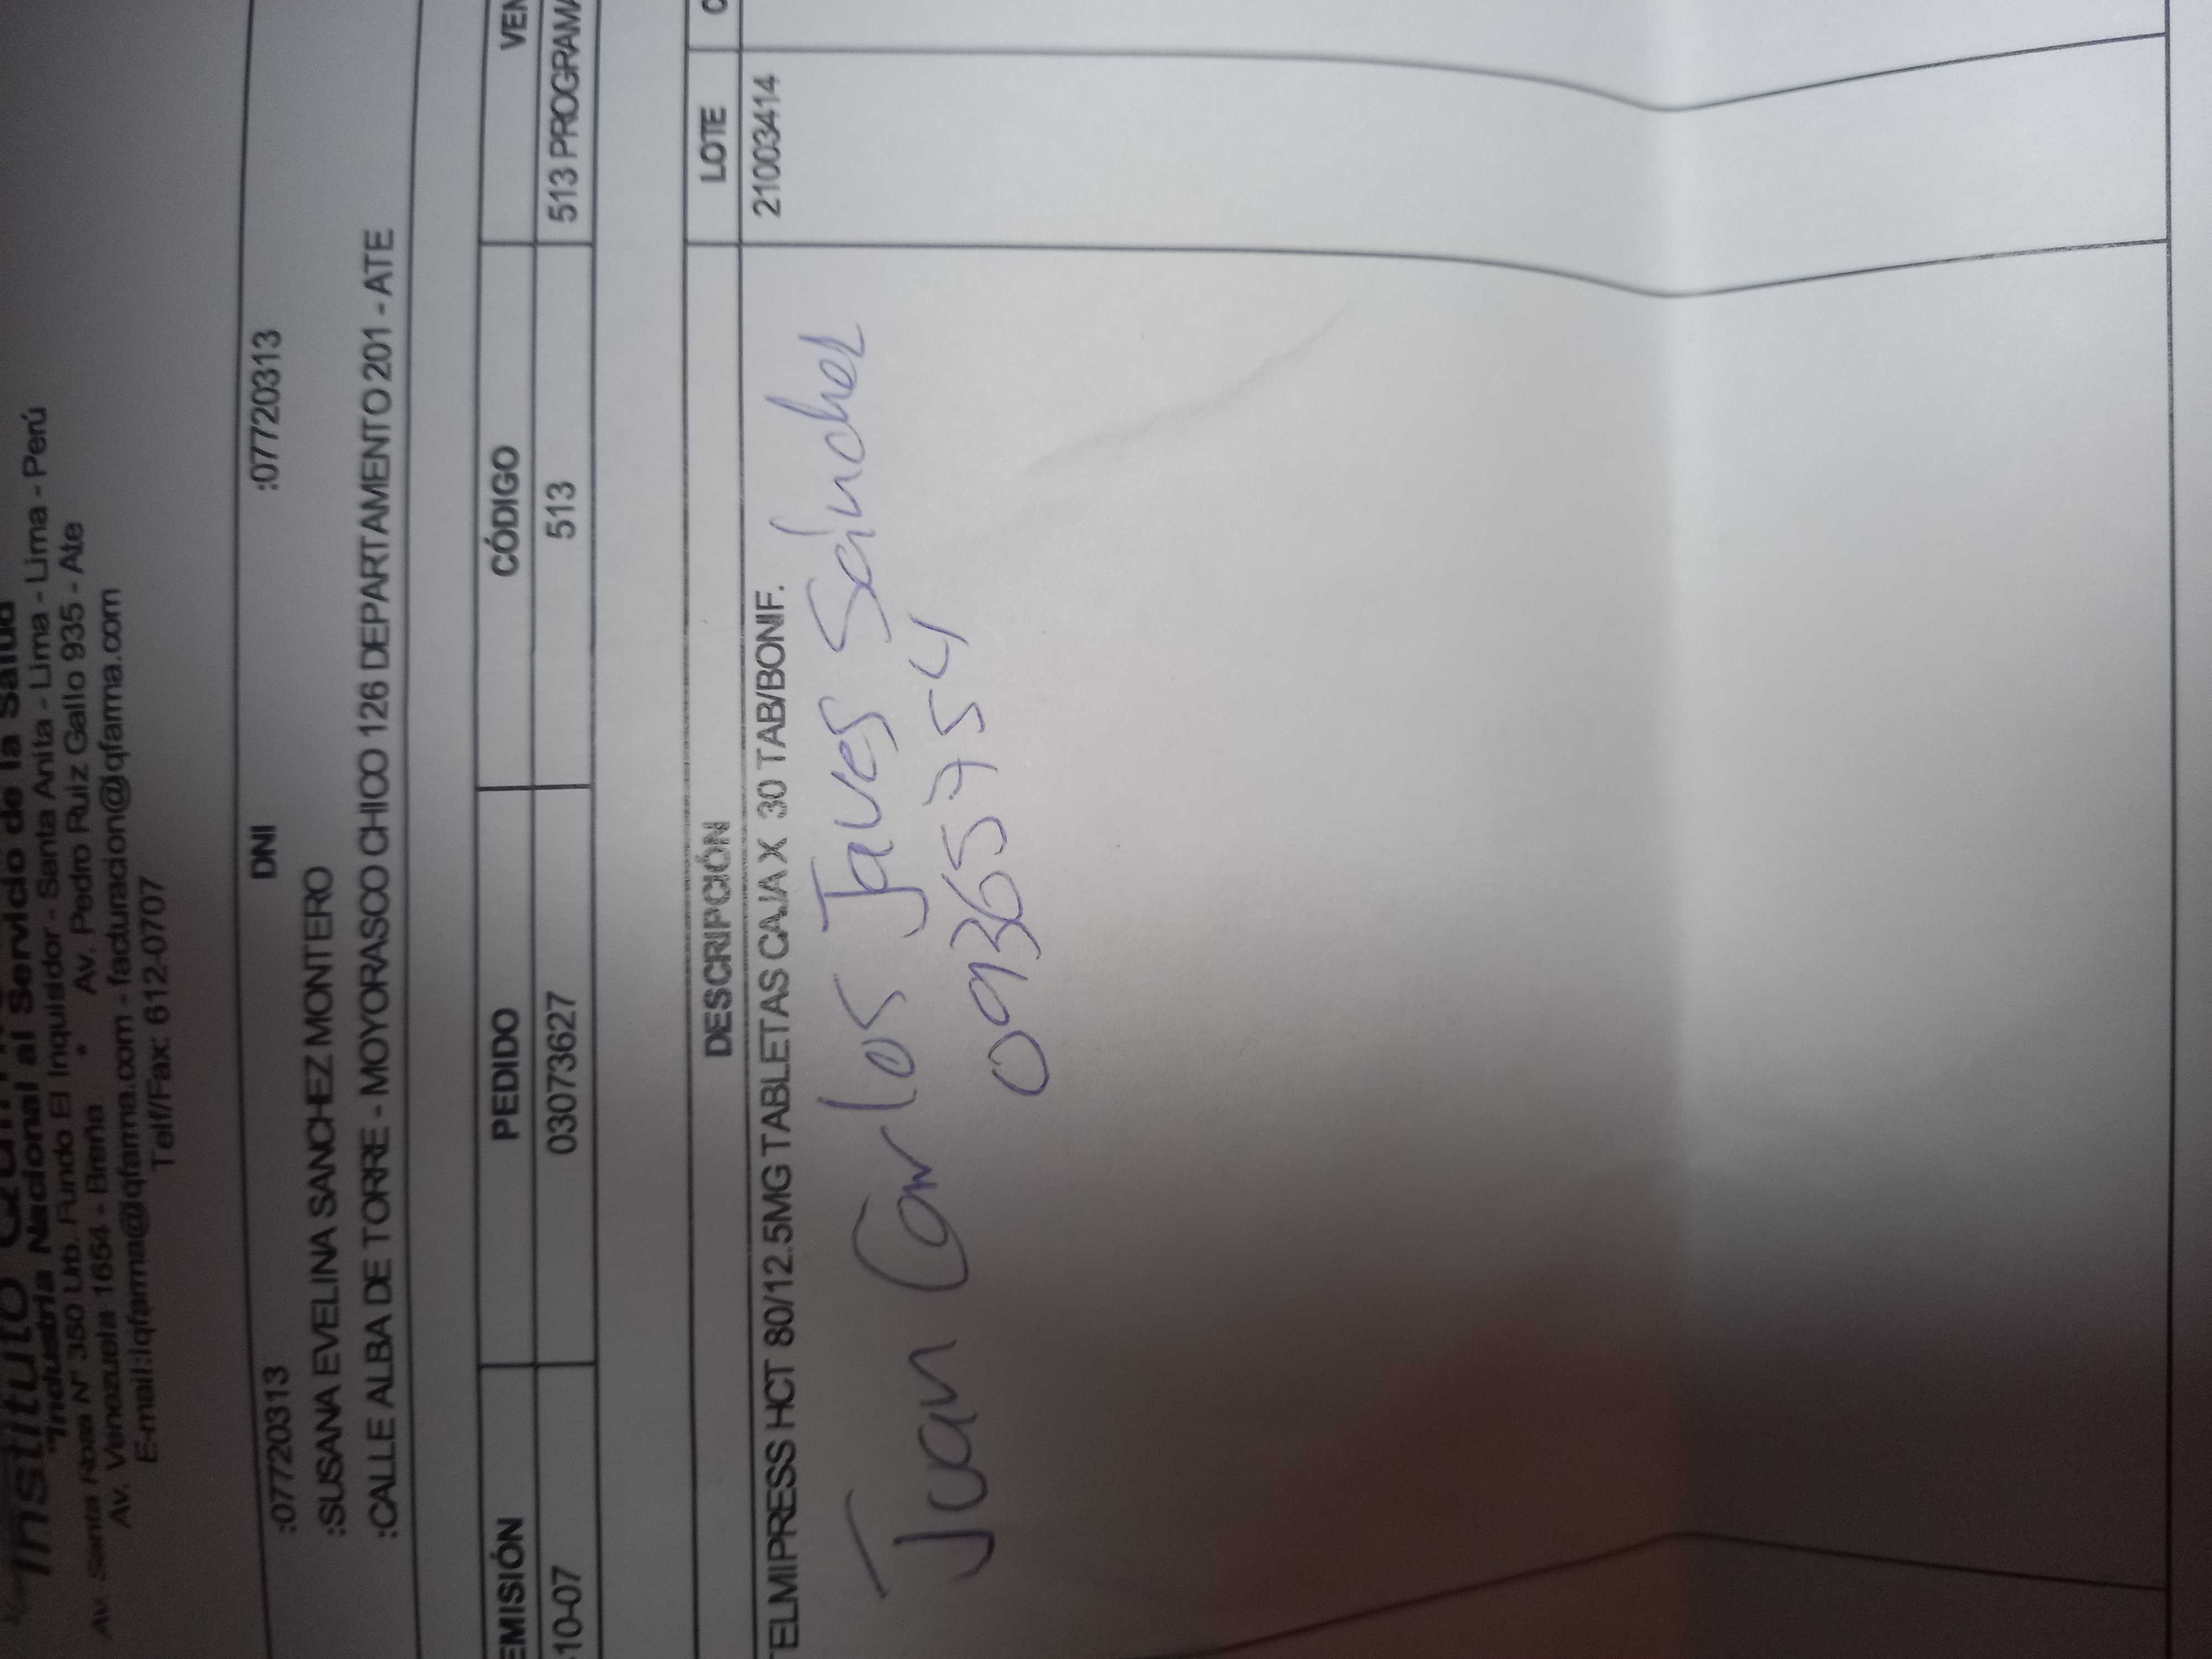 Instituto
"Industria Nacional al Servicio de la Salud
Av. Santa Rosa Nº 350 Urb. Fundo El Inquisidor - Santa Anita - Lima - Lima - Perú
Av. Venezuela 1654 - Breña * Av. Pedro Ruiz Gallo 935 - Ate
E-mail:iqfarma@iqfarma.com - facturacion@iqfarma.com
Telf/Fax: 612-0707
:07720313 DNI :07720313
:SUSANA EVELINA SANCHEZ MONTERO
:CALLE ALBA DE TORRE - MOYORASCO CHICO 126 DEPARTAMENTO 201 - ATE
EMISIÓN PEDIDO CÓDIGO VEN
10-07 03073627 513 513 PROGRAMA
DESCRIPCIÓN LOTE
TELMIPRESS HCT 80/12.5MG TABLETAS CAJA X 30 TAB/BONIF. 21003414
Juan Carlos Javes Sánchez
09365754